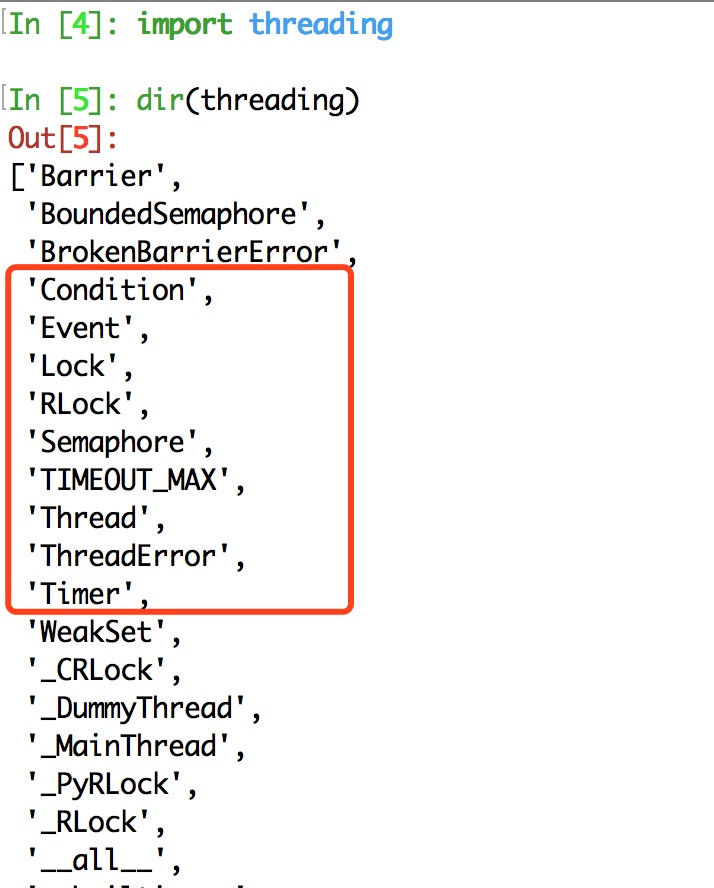 In [4]: import threading
In [5]: dir(threading)
Out[5]:
['Barrier',
'BoundedSemaphore',
'BrokenBarrierError',
'Condition',
'Event',
'Lock',
'RLock',
'Semaphore',
'TIMEOUT_MAX',
'Thread',
'ThreadError',
'Timer',
'WeakSet',
'_CRLock',
'_DummyThread',
'_MainThread',
'_PyRLock',
'_RLock',
'__all__',